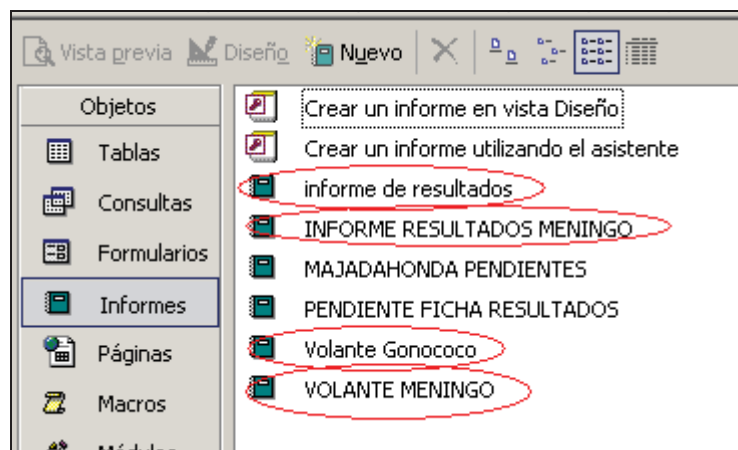 Vista previa Diseño Nuevo
Objetos
Tablas
Consultas
Formularios
Informes
Páginas
Macros
Crear un informe en vista Diseño
Crear un informe utilizando el asistente
informe de resultados
INFORME RESULTADOS MENINGO
MAJADAHONDA PENDIENTES
PENDIENTE FICHA RESULTADOS
Volante Gonococo
VOLANTE MENINGO